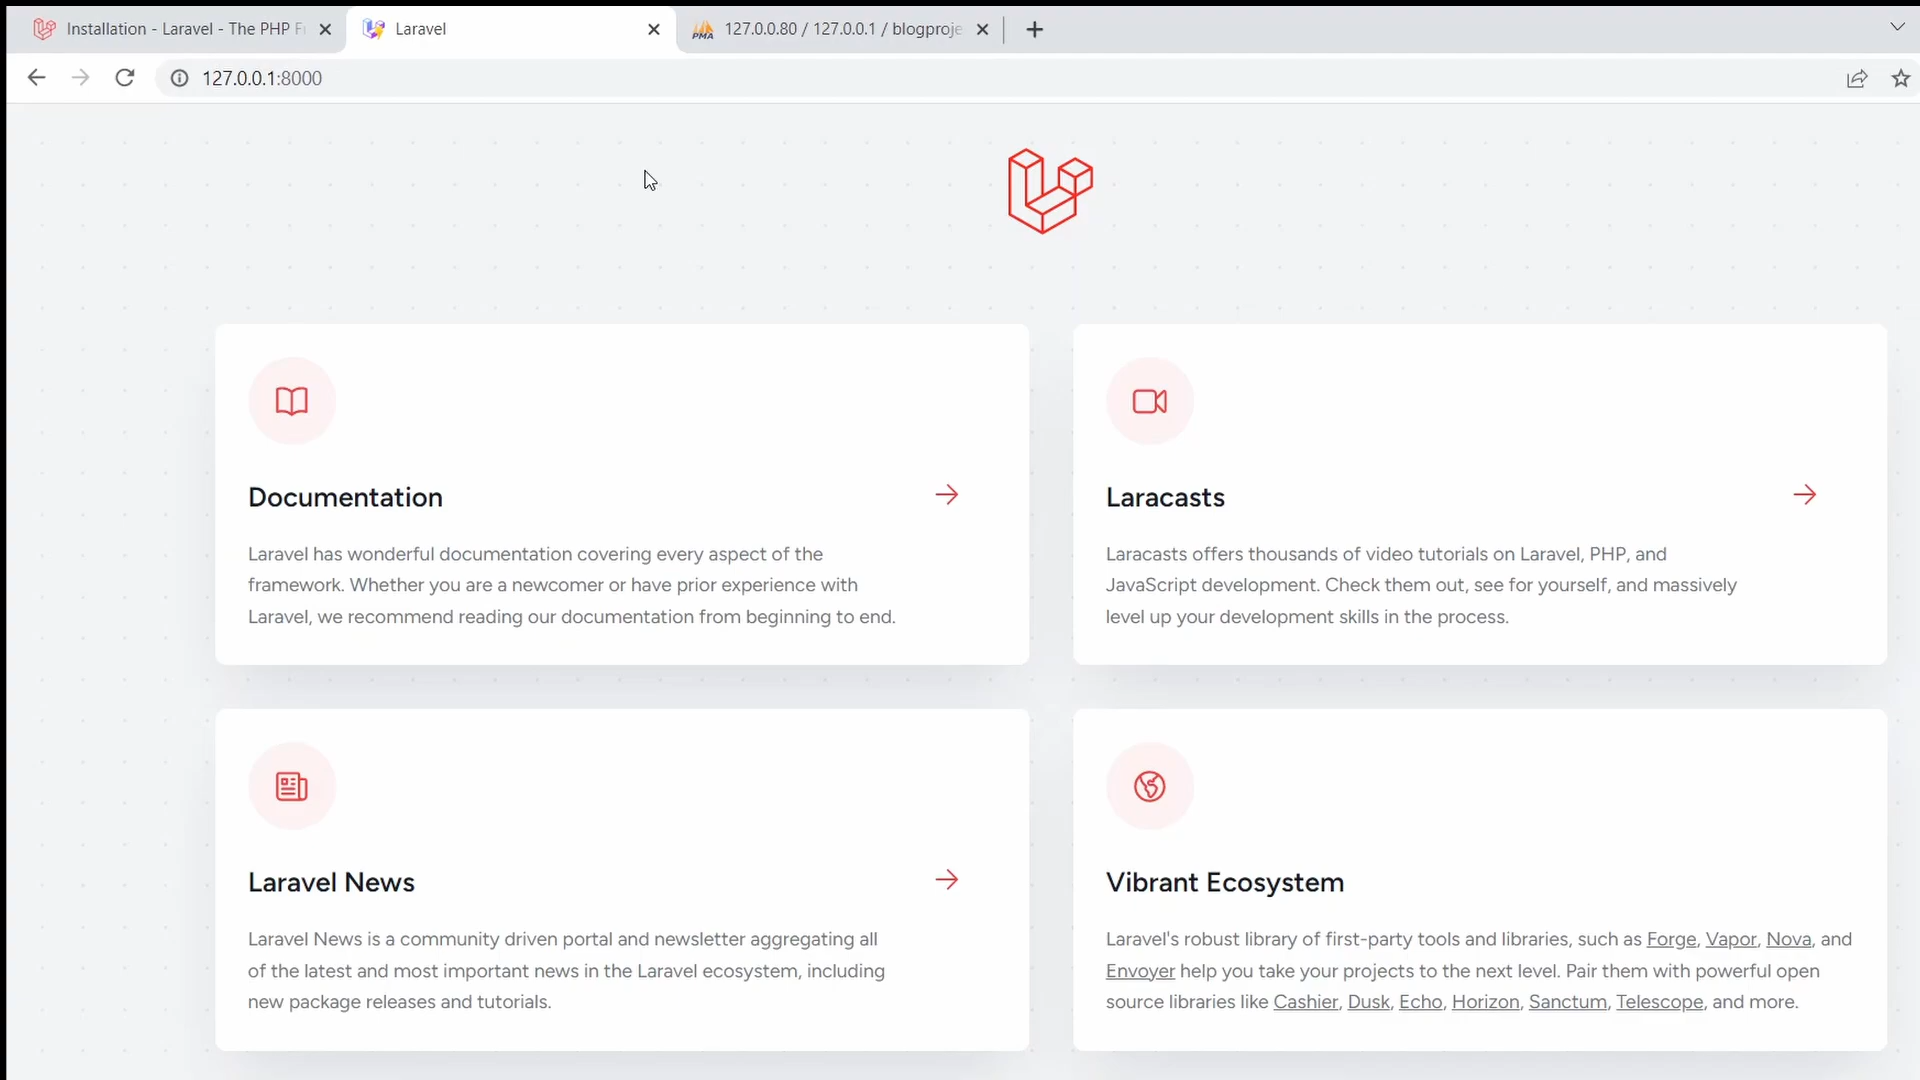 Installation - Laravel - The PHP F
Laravel
PMA
127.0.0.80 / 127.0.0.1 / blogproje
127.0.0.1:8000
Documentation
Laravel has wonderful documentation covering every aspect of the
framework. Whether you are a newcomer or have prior experience with
Laravel, we recommend reading our documentation from beginning to end.
Laracasts
Laracasts offers thousands of video tutorials on Laravel, PHP, and
JavaScript development. Check them out, see for yourself, and massively
level up your development skills in the process.
Laravel News
Laravel News is a community driven portal and newsletter aggregating all
of the latest and most important news in the Laravel ecosystem, including
new package releases and tutorials.
Vibrant Ecosystem
Laravel's robust library of first-party tools and libraries, such as Forge, Vapor, Nova, and
Envoyer help you take your projects to the next level. Pair them with powerful open
source libraries like Cashier, Dusk, Echo, Horizon, Sanctum, Telescope, and more.